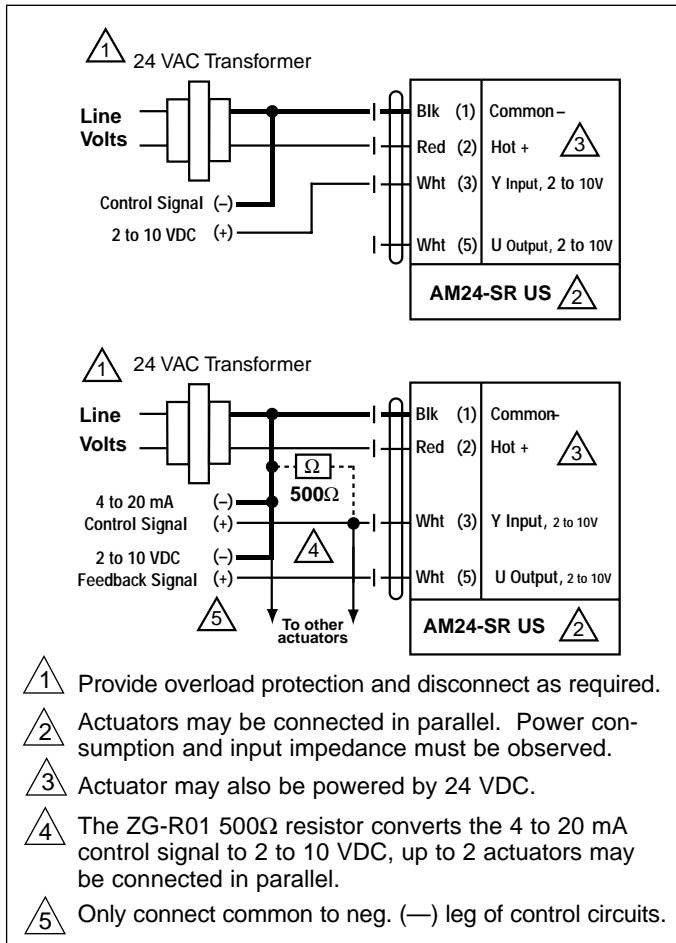 1 24 VAC Transformer
Line
Volts
Blk (1) Common –
Red (2) Hot + 3
Wht (3) Y Input, 2 to 10V
Control Signal (–)
2 to 10 VDC (+)
Wht (5) U Output, 2 to 10V
AM24-SR US 2
1 24 VAC Transformer
Line
Volts
Blk (1) Common–
Red (2) Hot + 3
Ω
500Ω
4 to 20 mA (–)
Control Signal (+)
Wht (3) Y Input, 2 to 10V
4
2 to 10 VDC (–)
Feedback Signal (+)
Wht (5) U Output, 2 to 10V
5
To other
actuators
AM24-SR US 2
1 Provide overload protection and disconnect as required.
2 Actuators may be connected in parallel. Power con-
sumption and input impedance must be observed.
3 Actuator may also be powered by 24 VDC.
4 The ZG-R01 500Ω resistor converts the 4 to 20 mA
control signal to 2 to 10 VDC, up to 2 actuators may
be connected in parallel.
5 Only connect common to neg. (—) leg of control circuits.